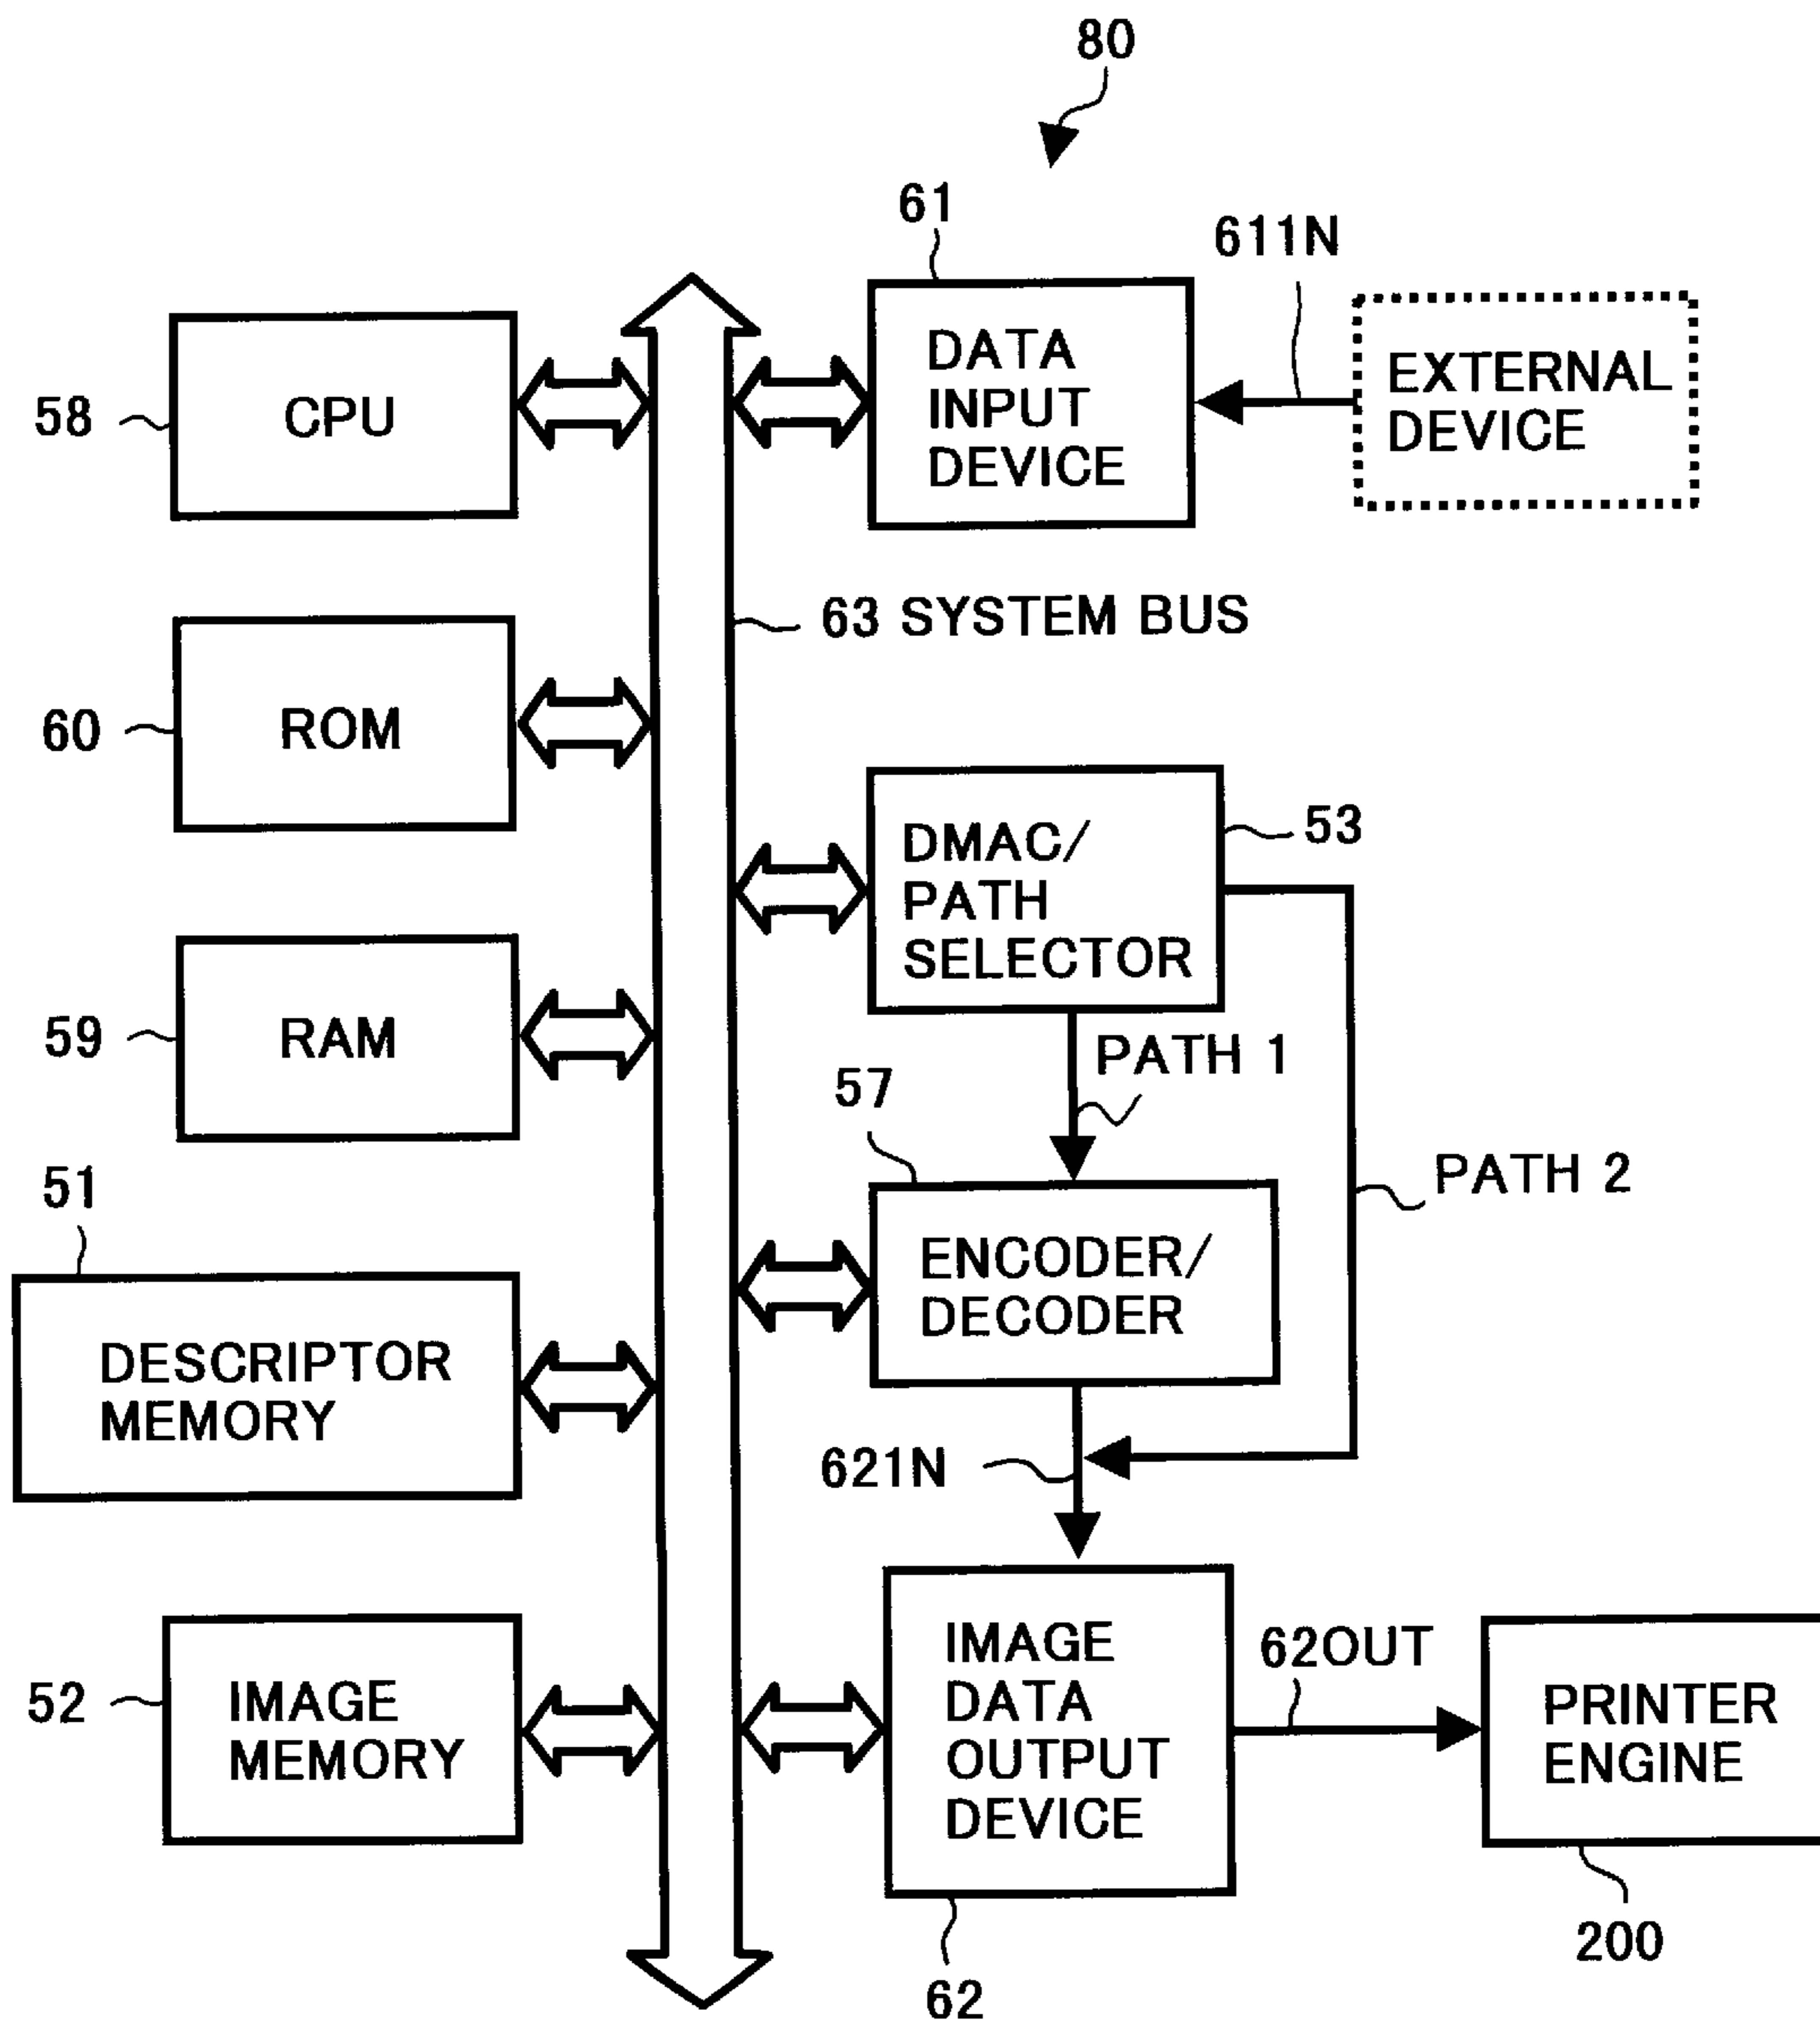 80
61
611N
DATA
INPUT
DEVICE
EXTERNAL
DEVICE
58
CPU
63 SYSTEM BUS
60
ROM
DMAC/
PATH
SELECTOR
53
59
RAM
PATH 1
57
PATH 2
51
ENCODER/
DECODER
DESCRIPTOR
MEMORY
621N
52
IMAGE
MEMORY
IMAGE
DATA
OUTPUT
DEVICE
62OUT
PRINTER
ENGINE
200
62